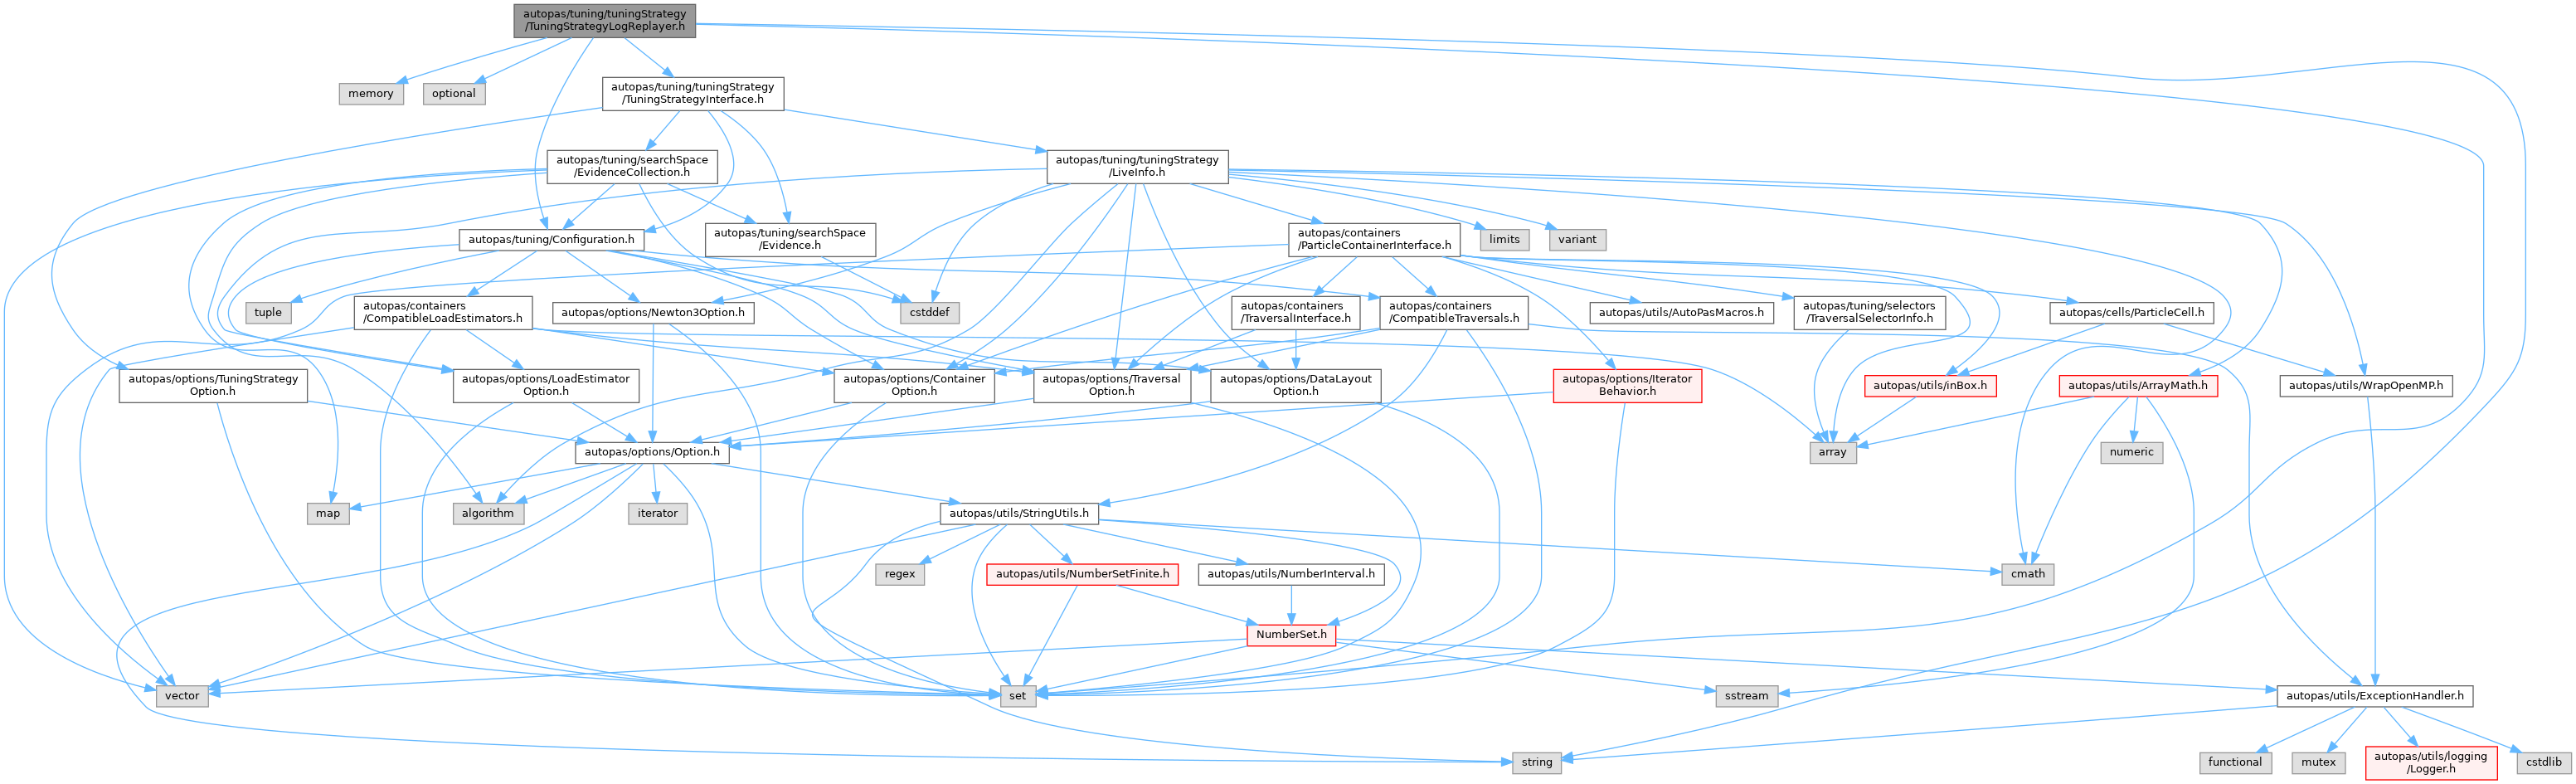 autopas/tuning/tuningStrategy
/TuningStrategyLogReplayer.h
memory
optional
autopas/tuning/tuningStrategy
/TuningStrategyInterface.h
autopas/tuning/searchSpace
/EvidenceCollection.h
autopas/tuning/tuningStrategy
/LiveInfo.h
autopas/tuning/Configuration.h
autopas/tuning/searchSpace
/Evidence.h
autopas/containers
/ParticleContainerInterface.h
limits
variant
tuple
autopas/containers
/CompatibleLoadEstimators.h
autopas/options/Newton3Option.h
cstddef
autopas/containers
/TraversalInterface.h
autopas/containers
/CompatibleTraversals.h
autopas/utils/AutoPasMacros.h
autopas/tuning/selectors
/TraversalSelectorInfo.h
autopas/cells/ParticleCell.h
autopas/options/TuningStrategy
Option.h
autopas/options/LoadEstimator
Option.h
autopas/options/Container
Option.h
autopas/options/Traversal
Option.h
autopas/options/DataLayout
Option.h
autopas/options/Iterator
Behavior.h
autopas/utils/inBox.h
autopas/utils/ArrayMath.h
autopas/utils/WrapOpenMP.h
autopas/options/Option.h
array
numeric
map
algorithm
iterator
autopas/utils/StringUtils.h
regex
autopas/utils/NumberSetFinite.h
autopas/utils/NumberInterval.h
cmath
NumberSet.h
vector
set
sstream
autopas/utils/ExceptionHandler.h
string
functional
mutex
autopas/utils/logging
/Logger.h
cstdlib